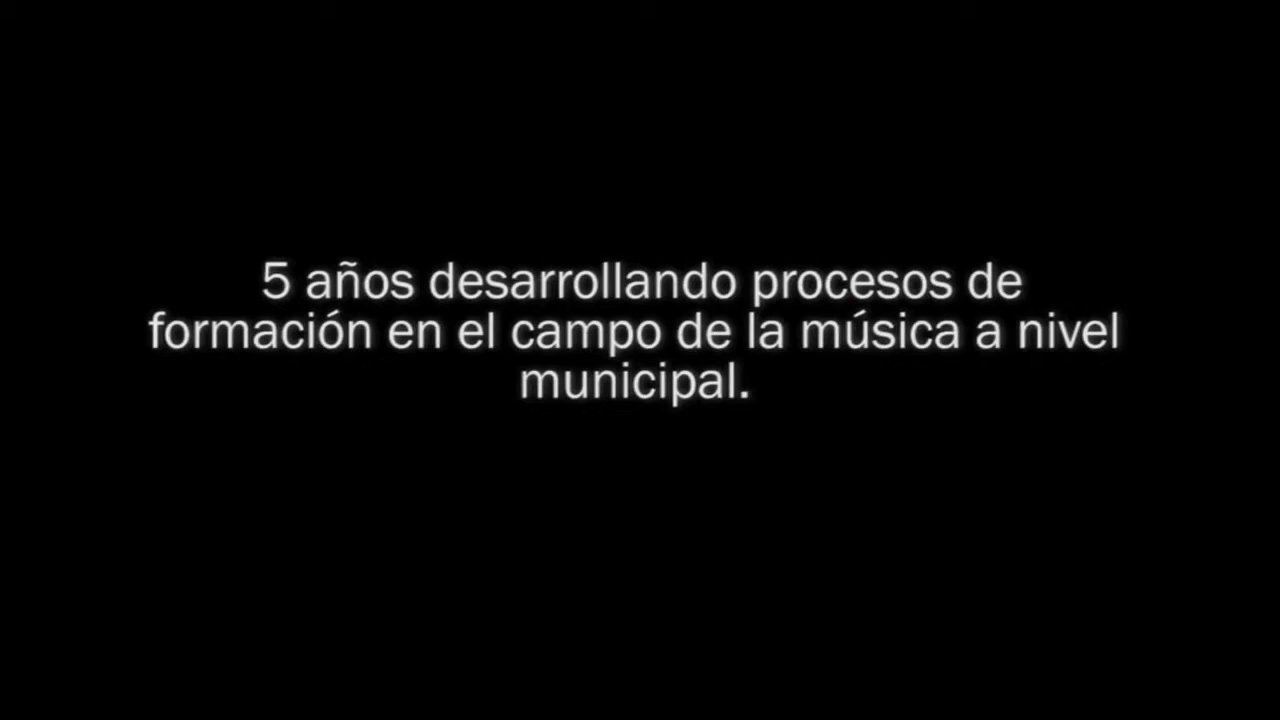 5 años desarrollando procesos de
formación en el campo de la música a nivel
municipal.